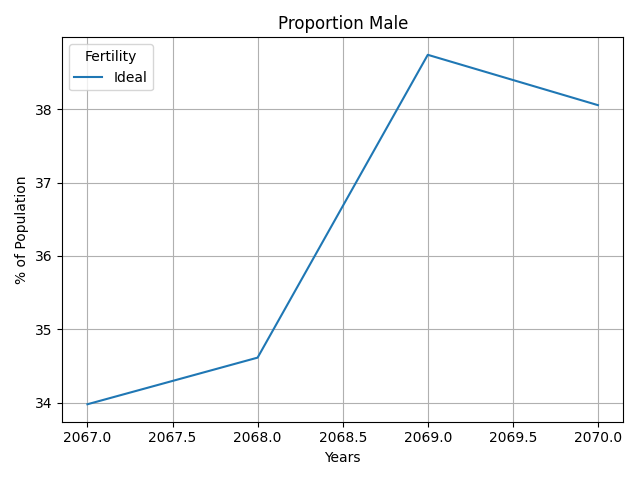 Proportion Male
Fertility
Ideal
% of Population
38
37
36
35
34
2067.0 2067.5 2068.0 2068.5 2069.0 2069.5 2070.0
Years